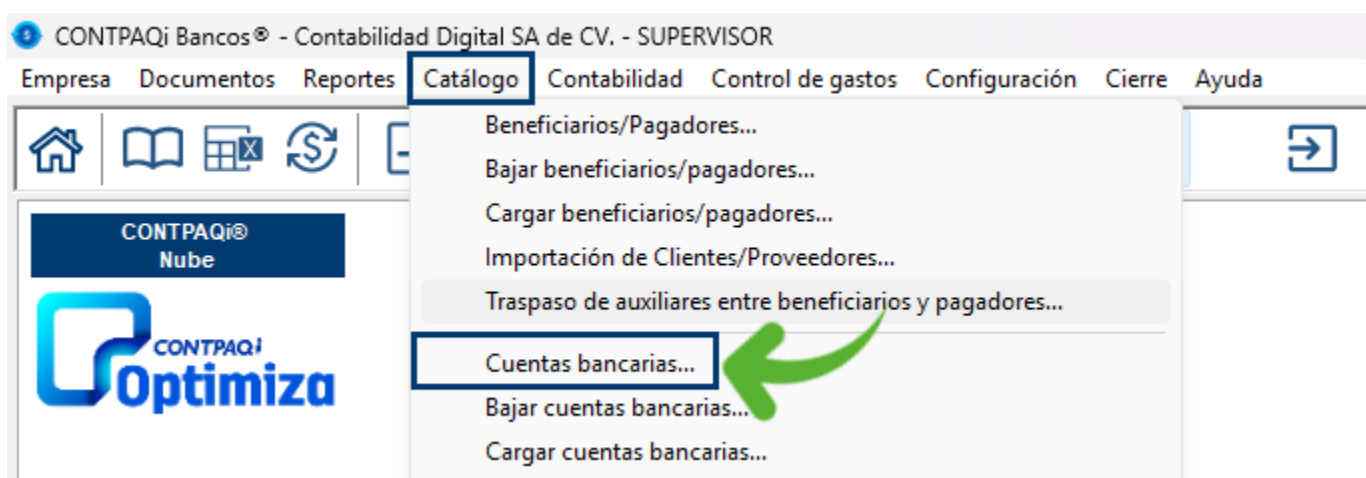 CONTPAQi Bancos® - Contabilidad Digital SA de CV. - SUPERVISOR
Empresa Documentos Reportes Catálogo Contabilidad Control de gastos Configuración Cierre Ayuda
CONTPAQi®
Nube
CONTPAQi
Optimiza
Beneficiarios/Pagadores...
Bajar beneficiarios/pagadores...
Cargar beneficiarios/pagadores...
Importación de Clientes/Proveedores...
Traspaso de auxiliares entre beneficiarios y pagadores...
Cuentas bancarias...
Bajar cuentas bancarias...
Cargar cuentas bancarias...